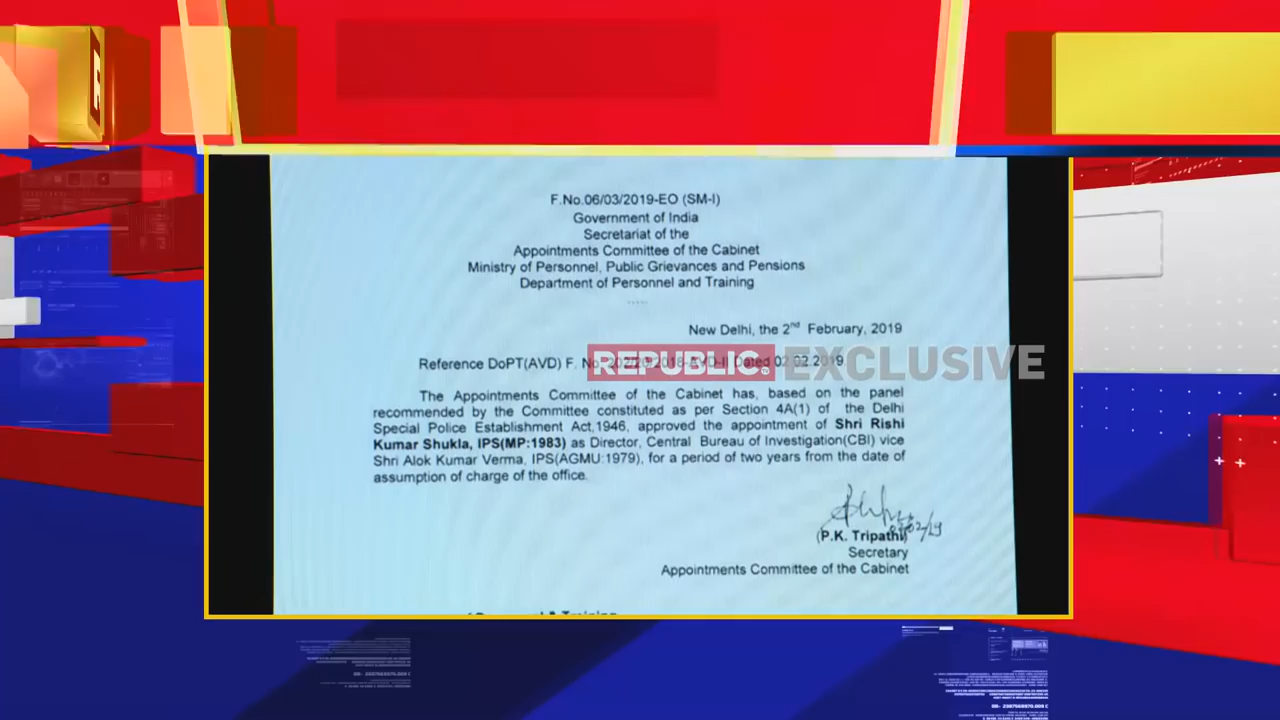 F.No.06/03/2019-EO (SM-I)
Government of India
Secretariat of the
Appointments Committee of the Cabinet
Ministry of Personnel, Public Grievances and Pensions
Department of Personnel and Training
.....
New Delhi, the 2nd February, 2019
Reference DoPT(AVD) F. No. Dated 02.02.2019
REPUBLIC. EXCLUSIVE
The Appointments Committee of the Cabinet has, based on the panel
recommended by the Committee constituted as per Section 4A(1) of the Delhi
Special Police Establishment Act,1946, approved the appointment of Shri Rishi
Kumar Shukla, IPS(MP:1983) as Director, Central Bureau of Investigation(CBI) vice
Shri Alok Kumar Verma, IPS(AGMU:1979), for a period of two years from the date of
assumption of charge of the office.
(P.K. Tripathi)
Secretary
Appointments Committee of the Cabinet